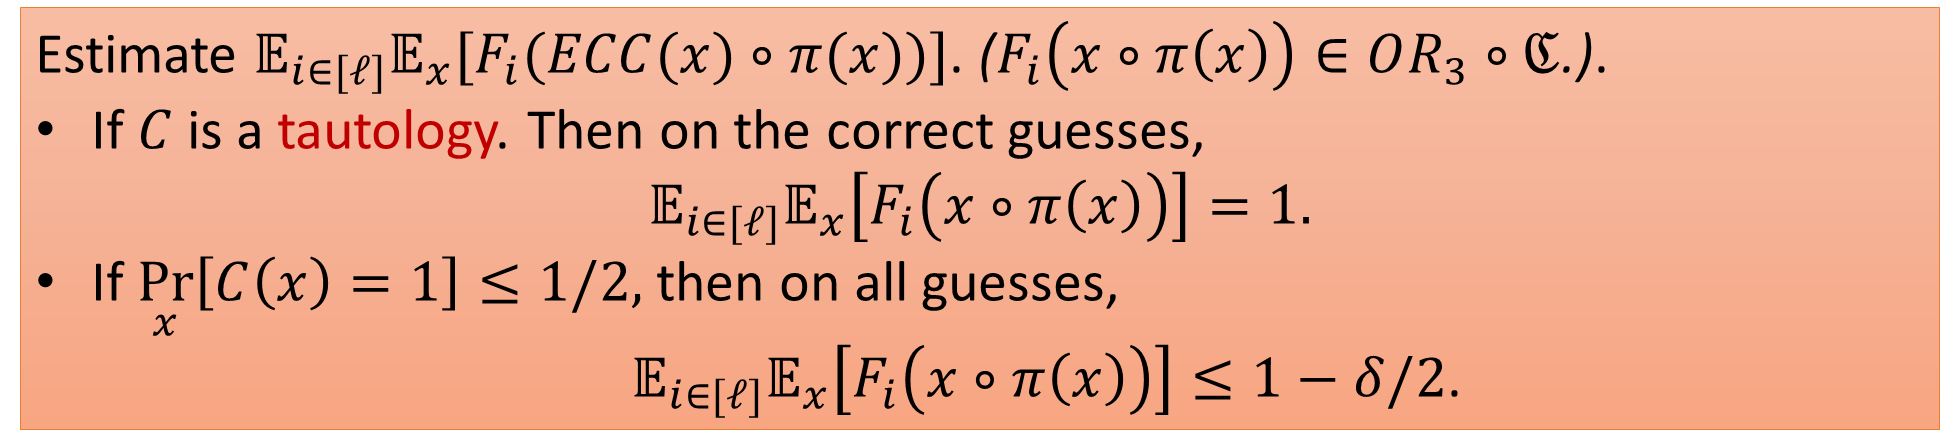 Estimate 𝔼_{i∈[ℓ]}𝔼_x[F_i(ECC(x) ∘ π(x))]. (F_i(x ∘ π(x)) ∈ OR_3 ∘ ℭ.).
• If C is a tautology. Then on the correct guesses,
𝔼_{i∈[ℓ]}𝔼_x[F_i(x ∘ π(x))] = 1.
• If Pr_x[C(x) = 1] ≤ 1/2, then on all guesses,
𝔼_{i∈[ℓ]}𝔼_x[F_i(x ∘ π(x))] ≤ 1 − δ/2.